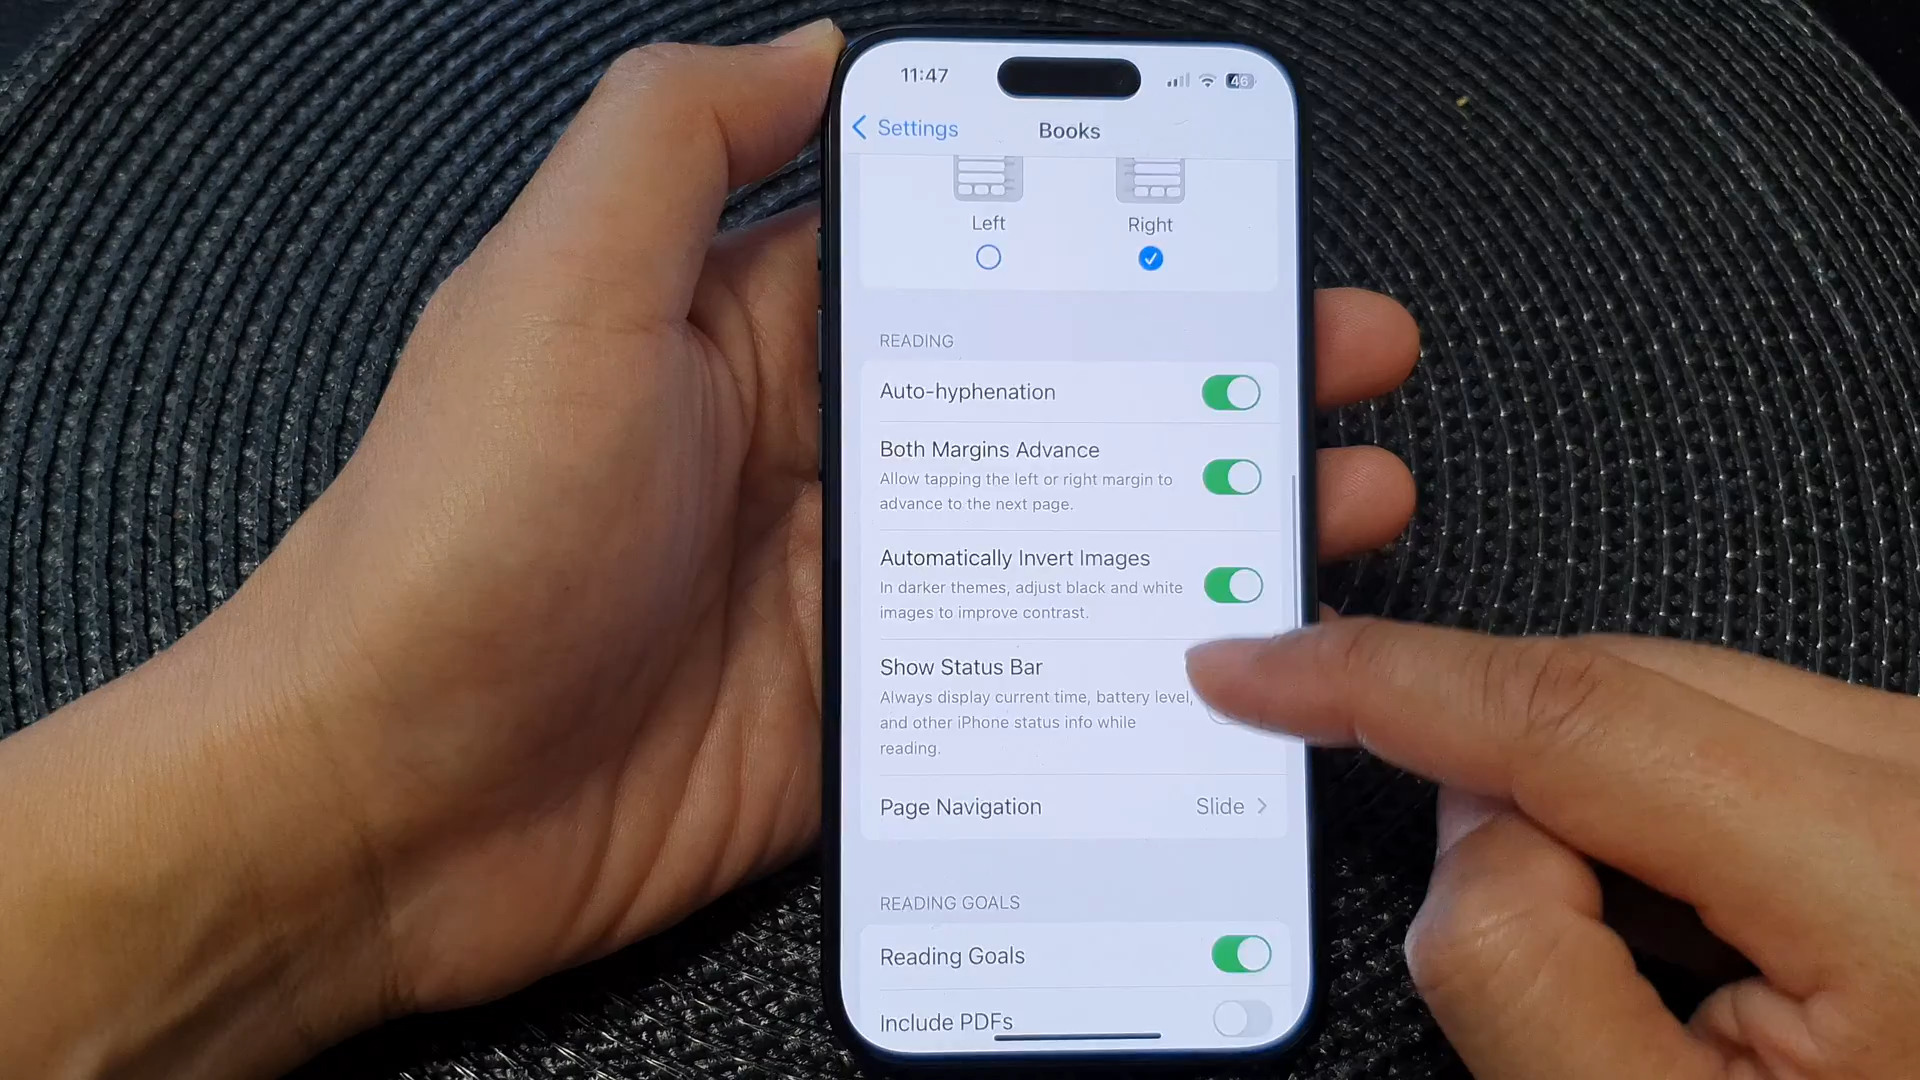 11:47
46
Settings
Books
Left
Right
READING
Auto-hyphenation
Both Margins Advance
Allow tapping the left or right margin to
advance to the next page.
Automatically Invert Images
In darker themes, adjust black and white
images to improve contrast.
Show Status Bar
Always display current time, battery level,
and other iPhone status info while
reading.
Page Navigation
Slide
READING GOALS
Reading Goals
Include PDFs